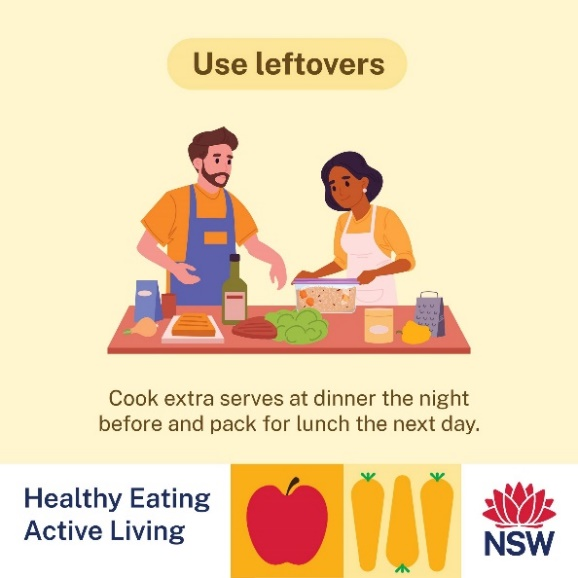 Use leftovers
Cook extra serves at dinner the night
before and pack for lunch the next day.
Healthy Eating
Active Living
NSW